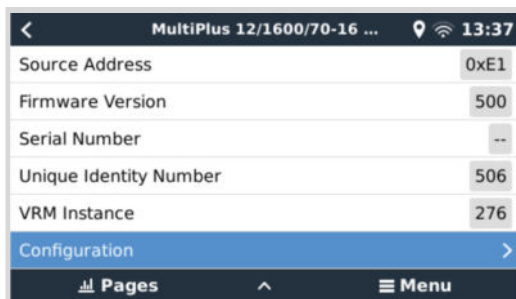 MultiPlus 12/1600/70-16 ... 13:37
Source Address 0xE1
Firmware Version 500
Serial Number --
Unique Identity Number 506
VRM Instance 276
Configuration
Pages Menu